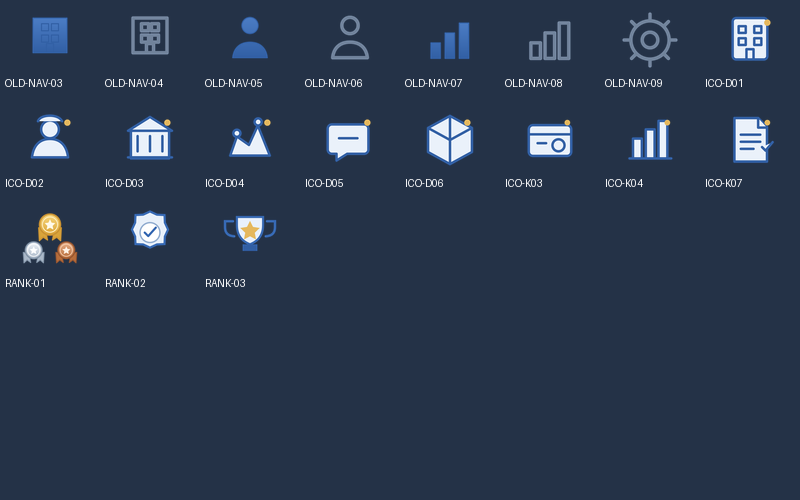 OLD-NAV-03 OLD-NAV-04 OLD-NAV-05 OLD-NAV-06 OLD-NAV-07 OLD-NAV-08 OLD-NAV-09 ICO-D01
ICO-D02 ICO-D03 ICO-D04 ICO-D05 ICO-D06 ICO-K03 ICO-K04 ICO-K07
RANK-01 RANK-02 RANK-03